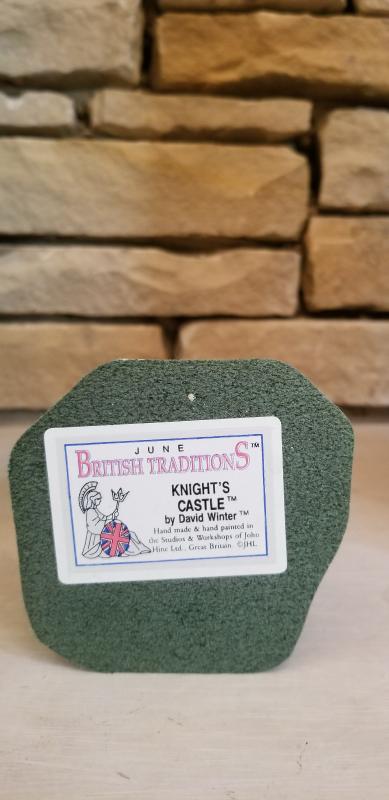 JUNE
BRITISH TRADITIONS™
KNIGHT'S
CASTLE™
by David Winter™
Hand made & hand painted in
the Studios & Workshops of John
Hine Ltd., Great Britain. ©JHL